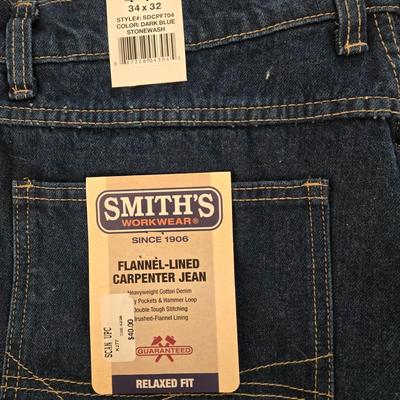 34 x 32
STYLE#: SDCPF704
COLOR: DARK BLUE
STONEWASH
SMITH'S
WORKWEAR®
SINCE 1906
FLANNEL-LINED
CARPENTER JEAN
Heavyweight Cotton Denim
Pockets & Hammer Loop
Double Tough Stitching
Brushed-Flannel Lining
GUARANTEED
SCAN UPC
$40.00
RELAXED FIT